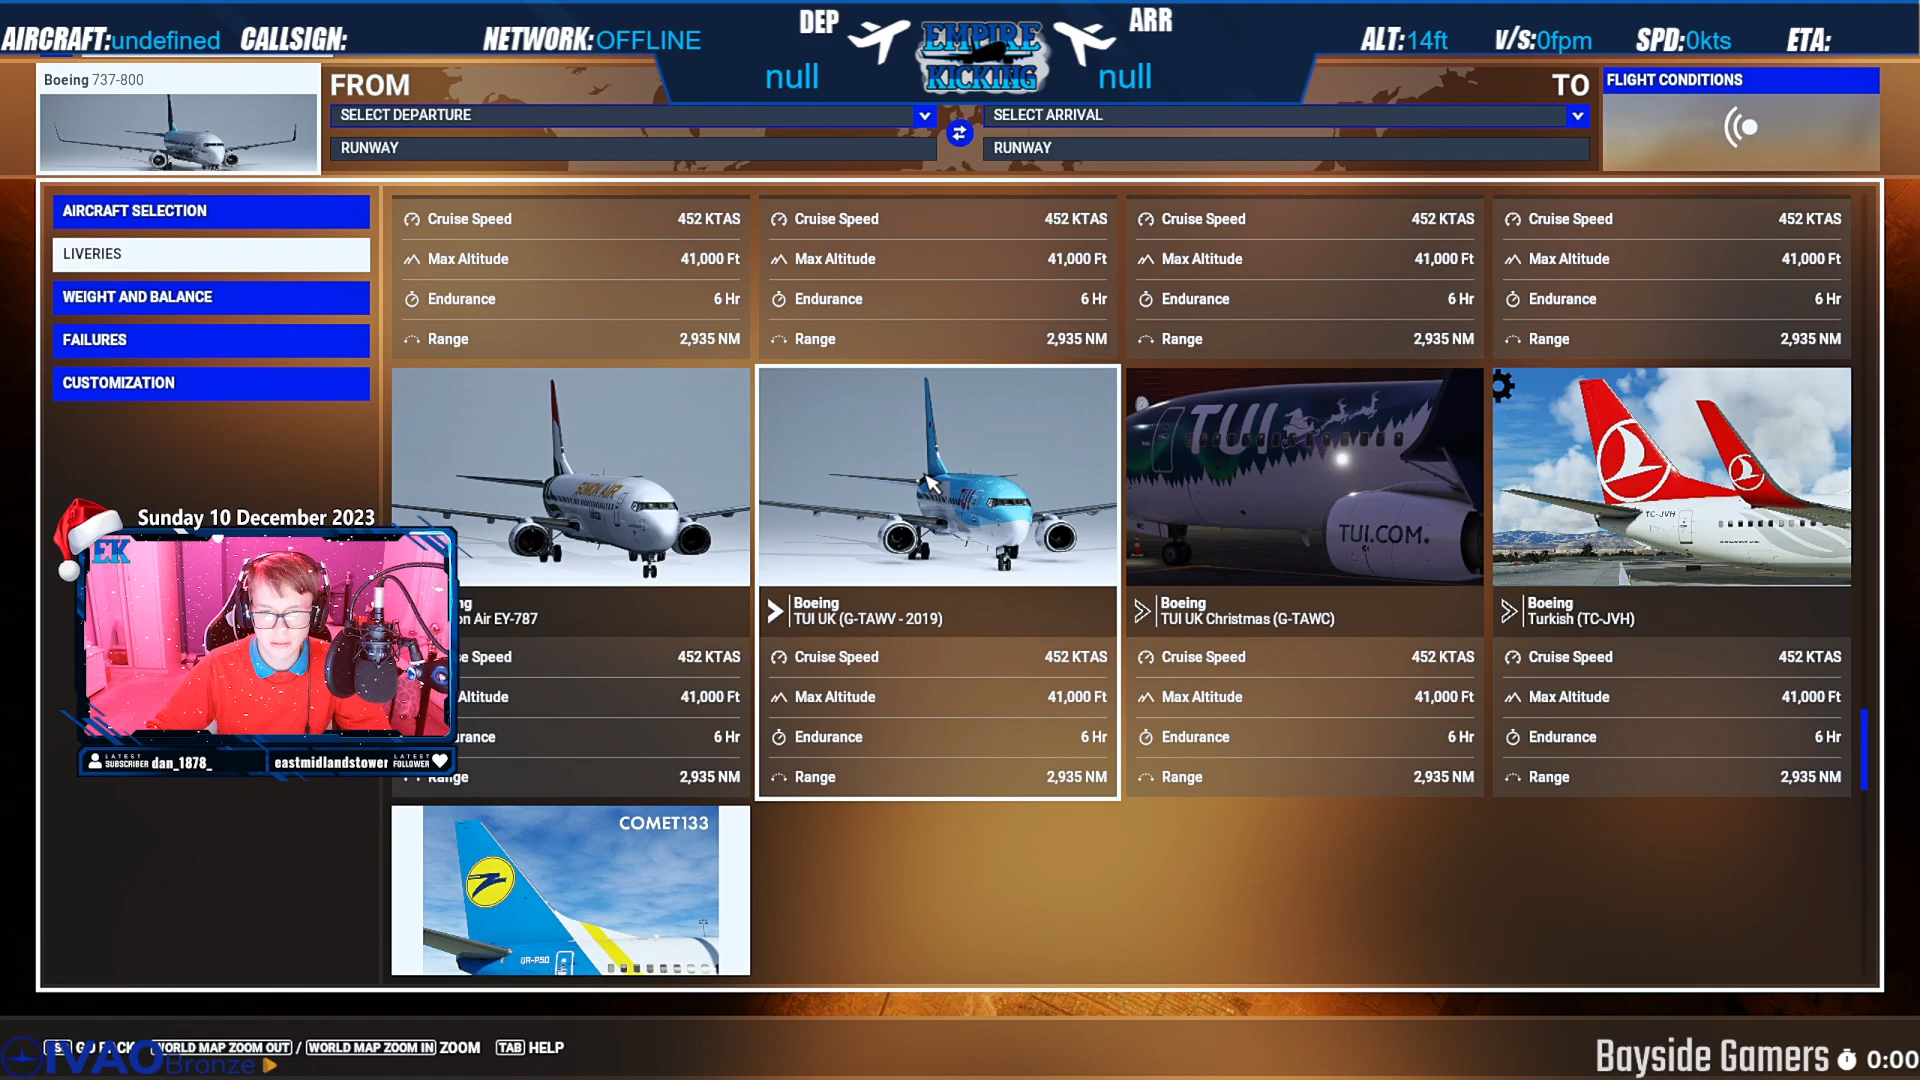 AIRCRAFT:undefined CALLSIGN: NETWORK:OFFLINE DEP EMPIRE KICKING ARR ALT:14ft V/S:0fpm SPD:0kts ETA:
null null
Boeing 737-800
FROM TO
SELECT DEPARTURE SELECT ARRIVAL
RUNWAY RUNWAY
FLIGHT CONDITIONS
AIRCRAFT SELECTION
LIVERIES
WEIGHT AND BALANCE
FAILURES
CUSTOMIZATION
Cruise Speed 452 KTAS Cruise Speed 452 KTAS Cruise Speed 452 KTAS Cruise Speed 452 KTAS
Max Altitude 41,000 Ft Max Altitude 41,000 Ft Max Altitude 41,000 Ft Max Altitude 41,000 Ft
Endurance 6 Hr Endurance 6 Hr Endurance 6 Hr Endurance 6 Hr
Range 2,935 NM Range 2,935 NM Range 2,935 NM Range 2,935 NM
TUI
TUI
TUI.COM.
TC-JVH
Sunday 10 December 2023
EK
ng Boeing Boeing Boeing
on Air EY-787 TUI UK (G-TAWV - 2019) TUI UK Christmas (G-TAWC) Turkish (TC-JVH)
se Speed 452 KTAS Cruise Speed 452 KTAS Cruise Speed 452 KTAS Cruise Speed 452 KTAS
Altitude 41,000 Ft Max Altitude 41,000 Ft Max Altitude 41,000 Ft Max Altitude 41,000 Ft
urance 6 Hr Endurance 6 Hr Endurance 6 Hr Endurance 6 Hr
Range 2,935 NM Range 2,935 NM Range 2,935 NM Range 2,935 NM
LATEST SUBSCRIBER dan_1878_ eastmidlandstower LATEST FOLLOWER
COMET133
UR-PSO
GO BACK WORLD MAP ZOOM OUT / WORLD MAP ZOOM IN ZOOM TAB HELP
IVAO Bronze
Bayside Gamers 0:00